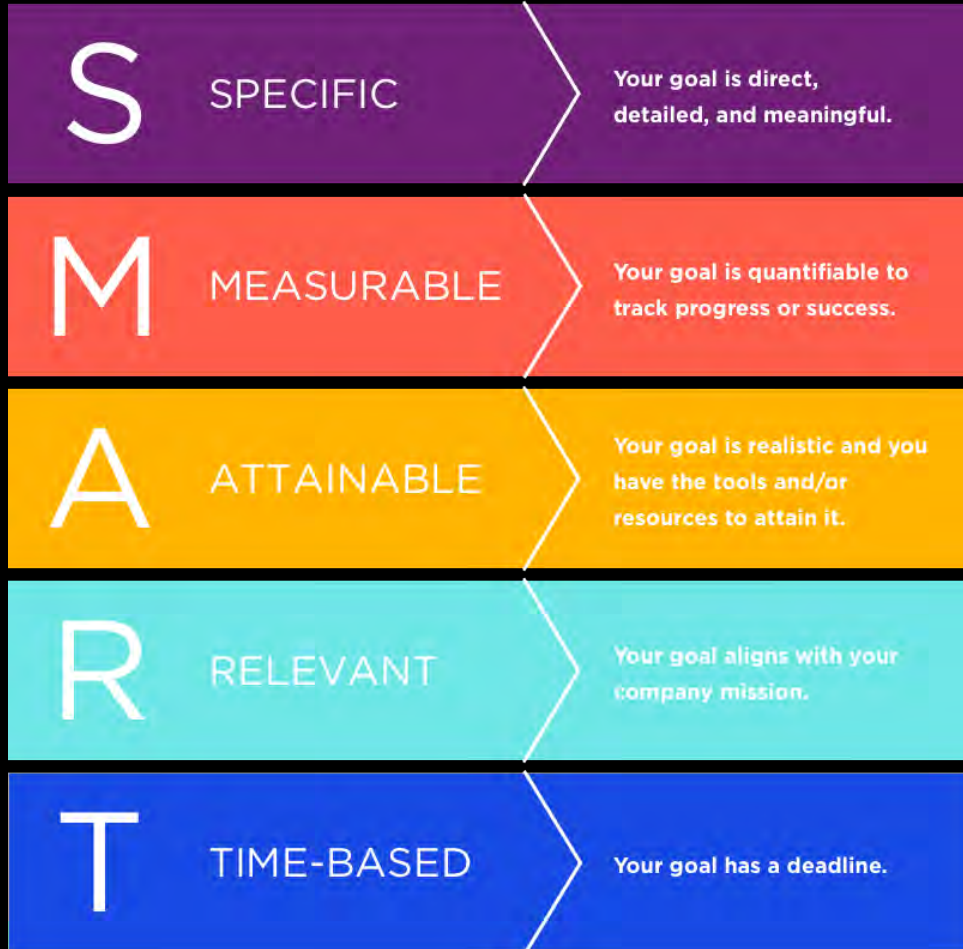 S
SPECIFIC
Your goal is direct,
detailed, and meaningful.
M
MEASURABLE
Your goal is quantifiable to
track progress or success.
A
ATTAINABLE
Your goal is realistic and you
have the tools and/or
resources to attain it.
R
RELEVANT
Your goal aligns with your
company mission.
T
TIME-BASED
Your goal has a deadline.